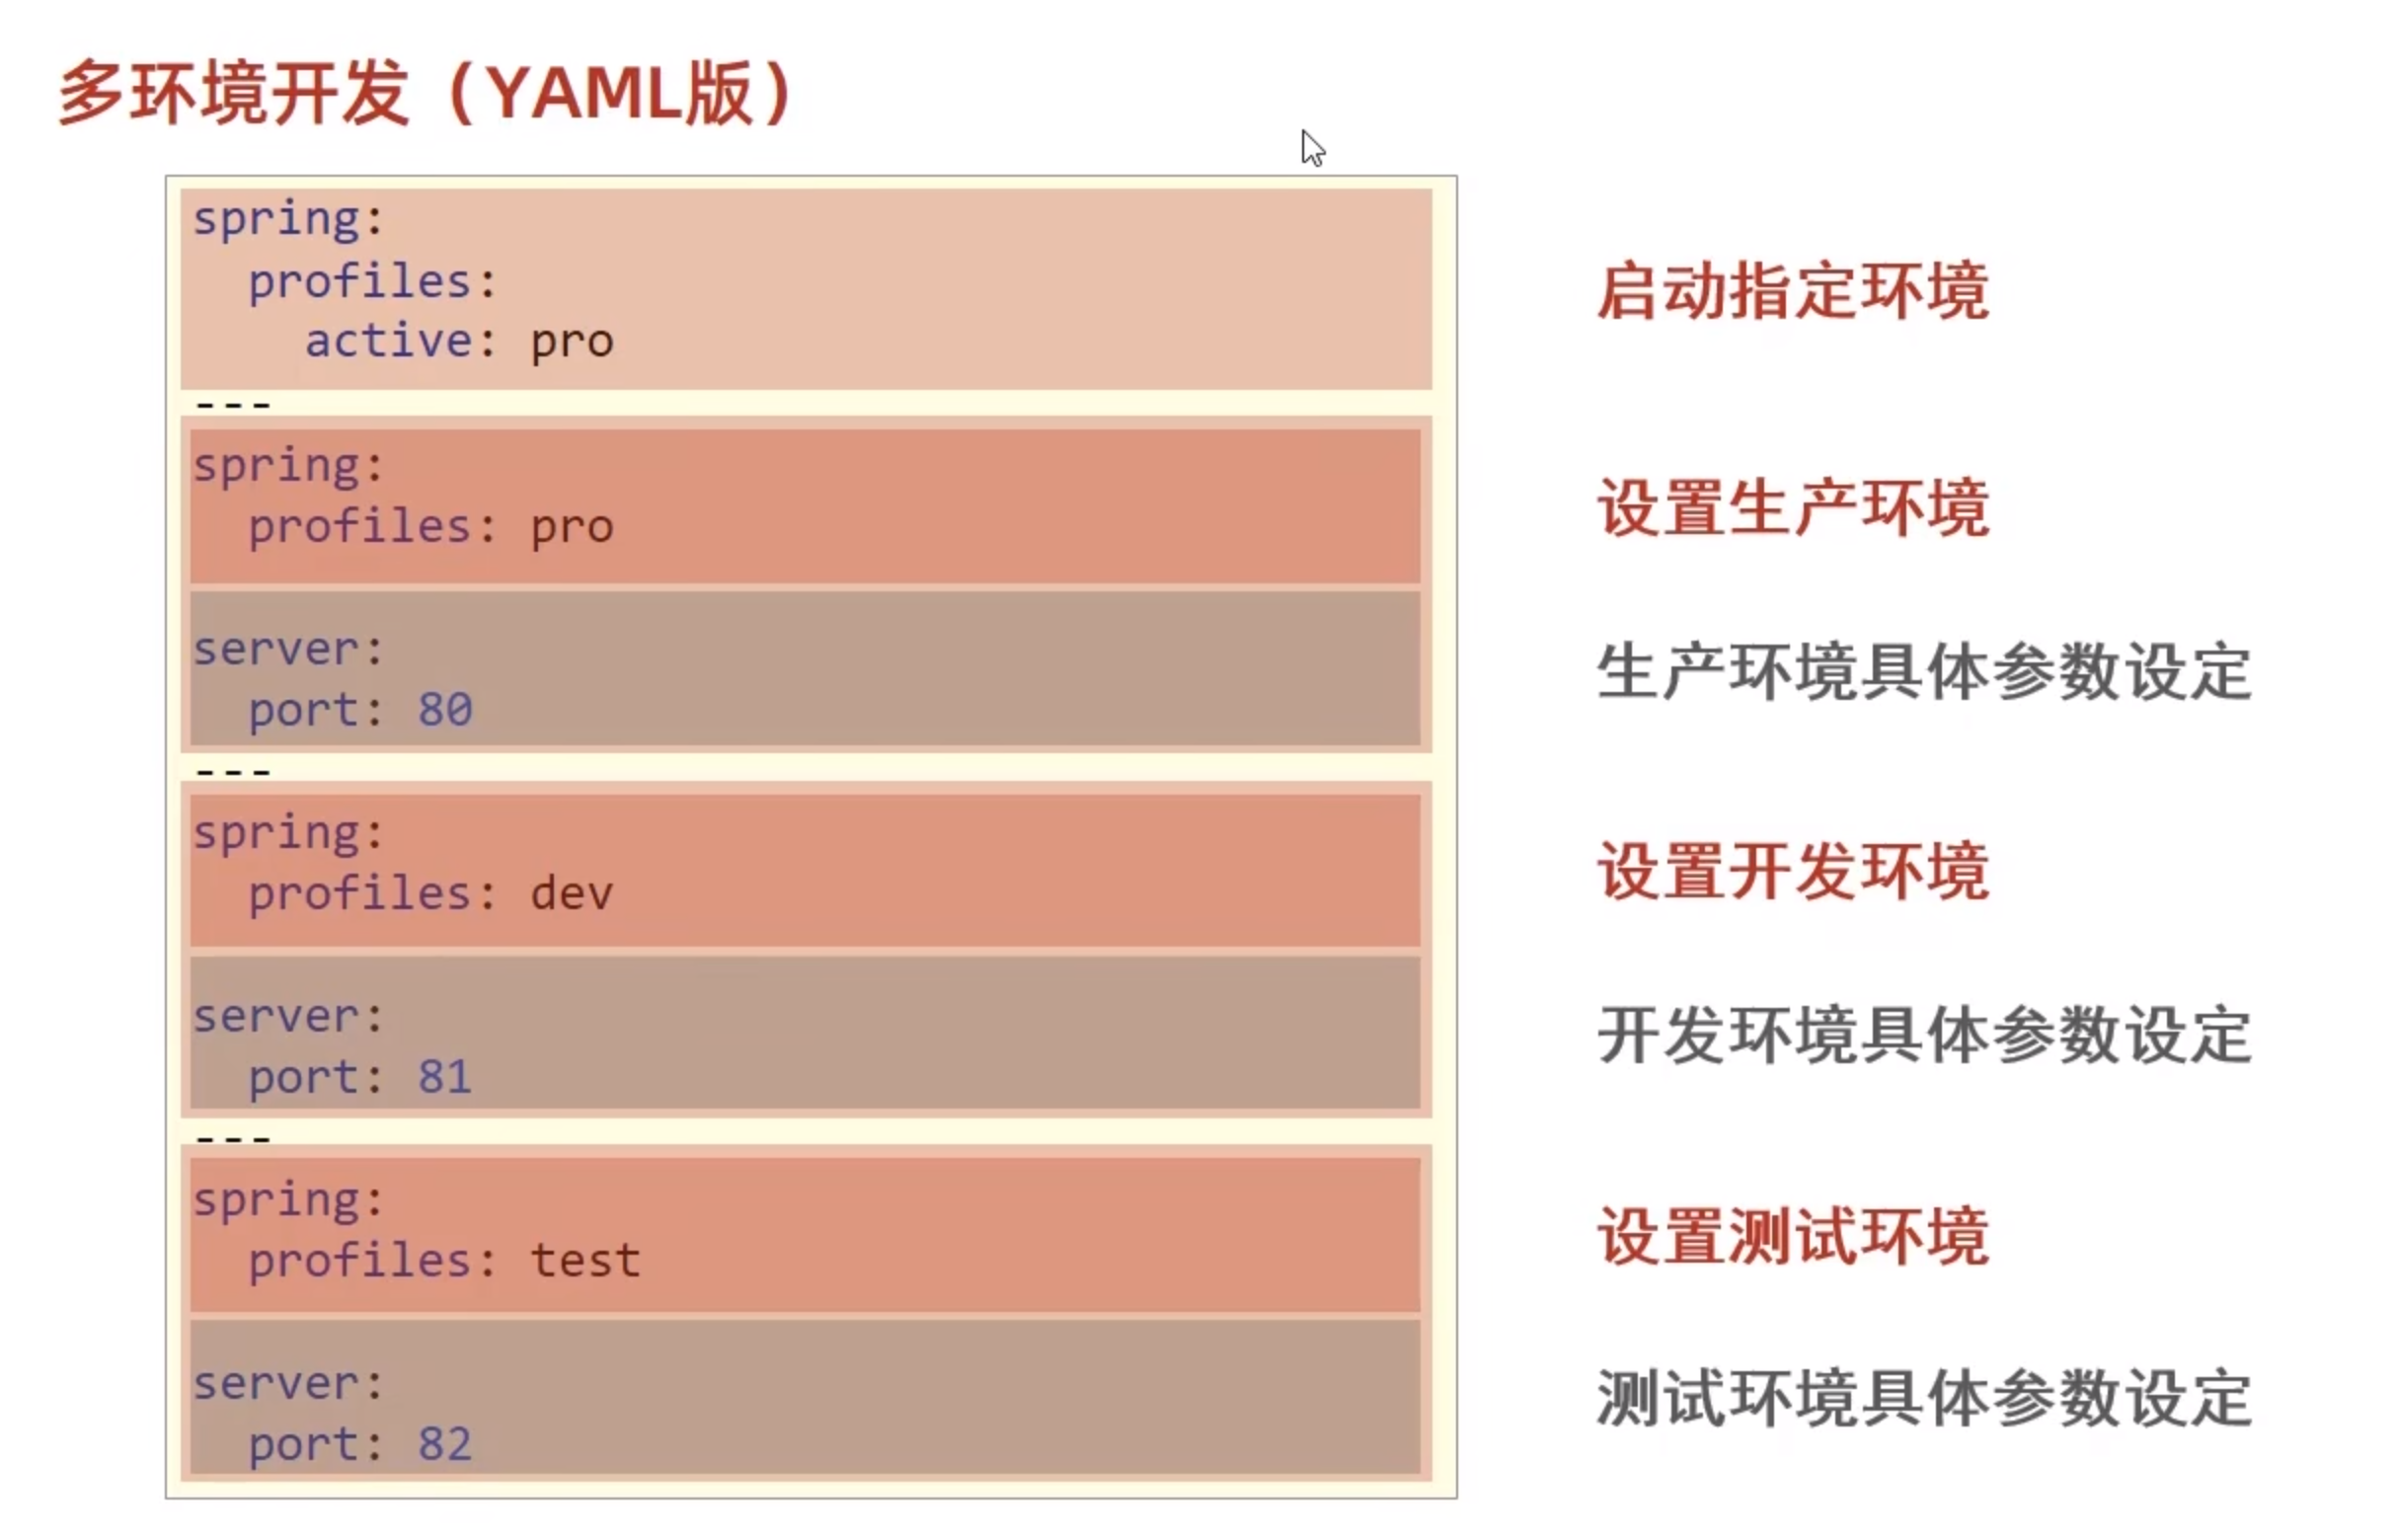 多环境开发（YAML版）
spring:
  profiles:
    active: pro
启动指定环境
---
spring:
  profiles: pro
设置生产环境
server:
  port: 80
生产环境具体参数设定
---
spring:
  profiles: dev
设置开发环境
server:
  port: 81
开发环境具体参数设定
---
spring:
  profiles: test
设置测试环境
server:
  port: 82
测试环境具体参数设定